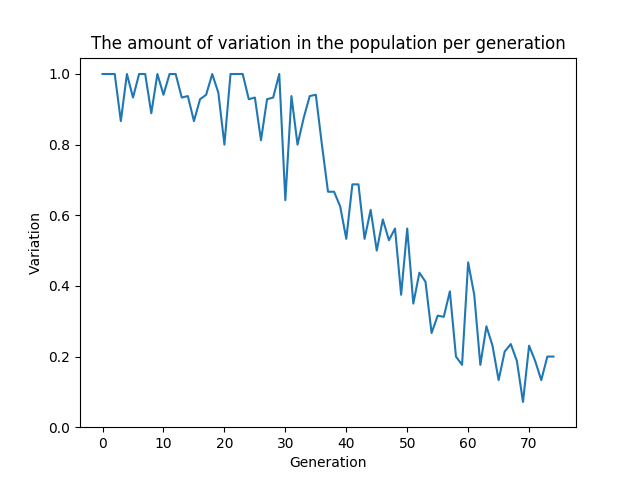 The amount of variation in the population per generation
1.0
0.8
0.6
0.4
0.2
0.0
Variation
0 10 20 30 40 50 60 70
Generation